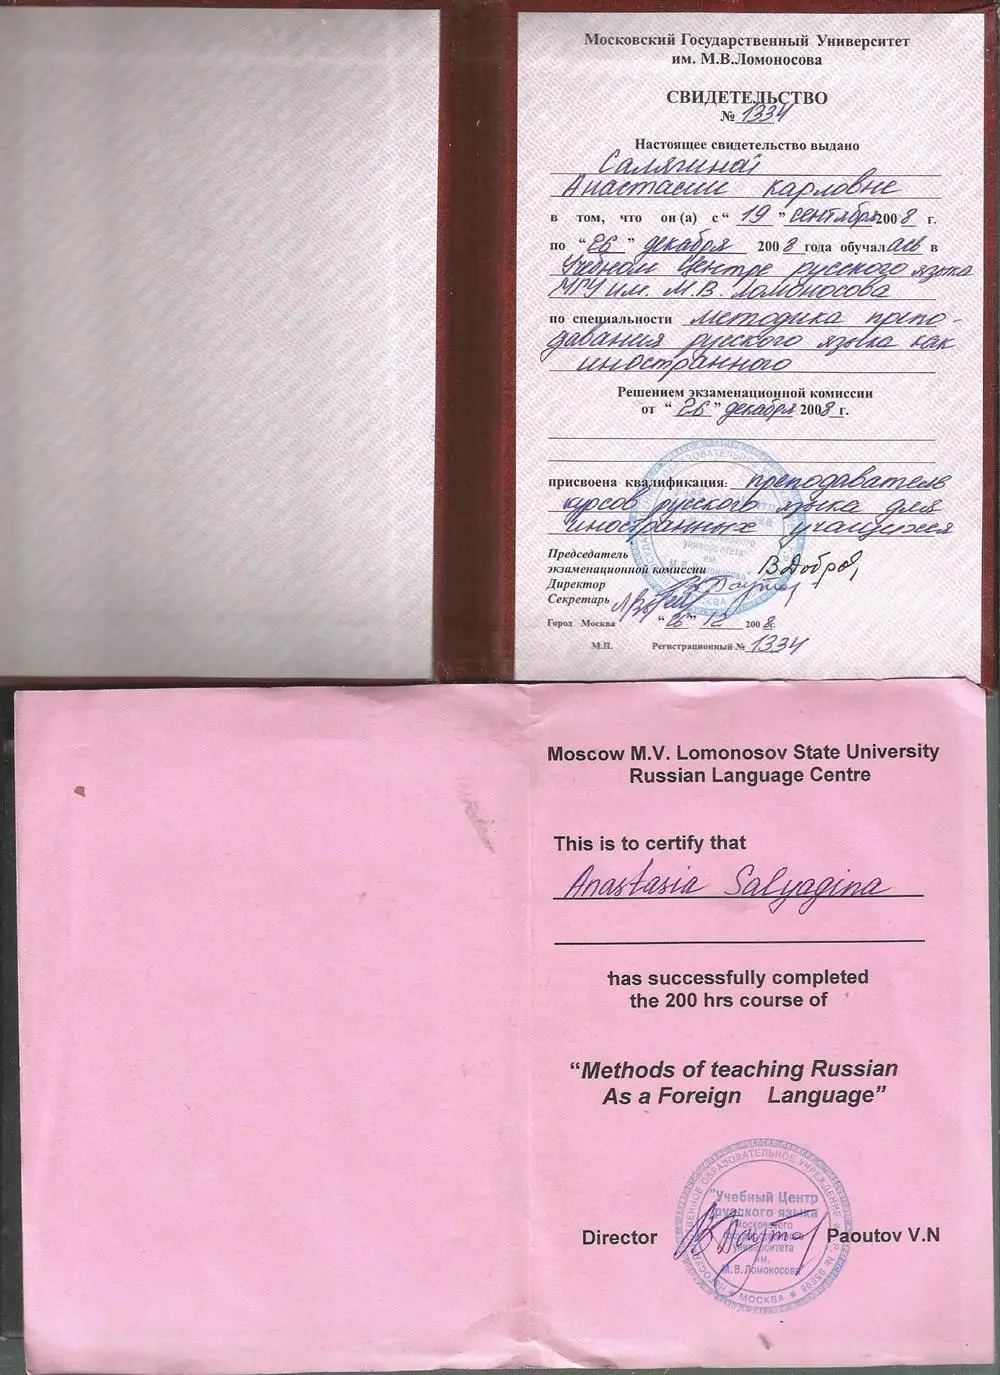 Московский Государственный Университет
им. М.В.Ломоносова
СВИДЕТЕЛЬСТВО
№ 1334
Настоящее свидетельство выдано
Салягиной
Анастасии Карловне
в том, что он (а) с “ 19 ” сентября 2008 г.
по “ 26 ” декабря 2008 года обучалась в
Учебном Центре русского языка
МГУ им. М.В. Ломоносова
по специальности методика препо-
давания русского языка как
иностранного
Решением экзаменационной комиссии
от “ 26 ” декабря 2008 г.
присвоена квалификация: преподаватель
курсов русского языка для
иностранных учащихся
Председатель
экзаменационной комиссии
Директор
Секретарь
Город Москва “ 26 ” 12 2008 г.
М.П. Регистрационный № 1334
Moscow M.V. Lomonosov State University
Russian Language Centre
This is to certify that
Anastasia Salyagina
has successfully completed
the 200 hrs course of
“Methods of teaching Russian
As a Foreign Language”
"Учебный Центр
русского языка
Московского
государственного
университета
им.
М.В.Ломоносова"
МОСКВА
Director Paoutov V.N